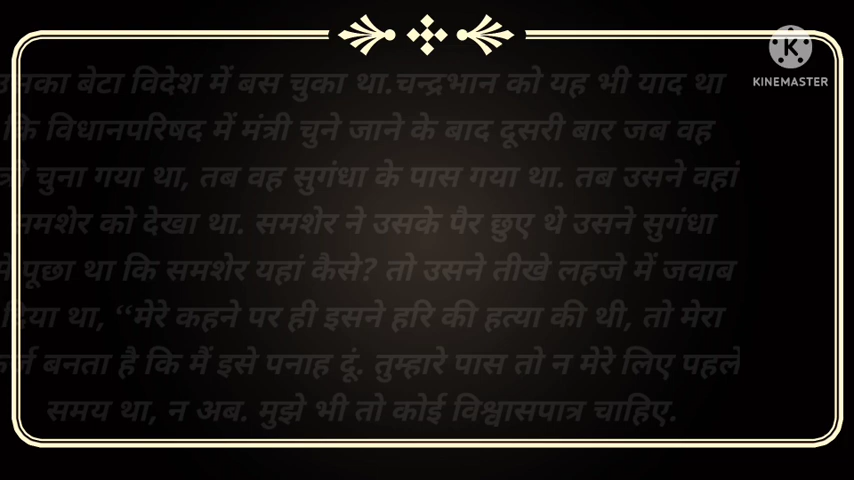 उसका बेटा विदेश में बस चुका था.चन्द्रभान को यह भी याद था
कि विधानपरिषद में मंत्री चुने जाने के बाद दूसरी बार जब वह
चुना गया था, तब वह सुगंधा के पास गया था. तब उसने वहां
समशेर को देखा था. समशेर ने उसके पैर छुए थे उसने सुगंधा
से पूछा था कि समशेर यहां कैसे? तो उसने तीखे लहजे में जवाब
दिया था, “मेरे कहने पर ही इसने हरि की हत्या की थी, तो मेरा
फर्ज बनता है कि मैं इसे पनाह दूं. तुम्हारे पास तो न मेरे लिए पहले
समय था, न अब. मुझे भी तो कोई विश्वासपात्र चाहिए.
K
KINEMASTER